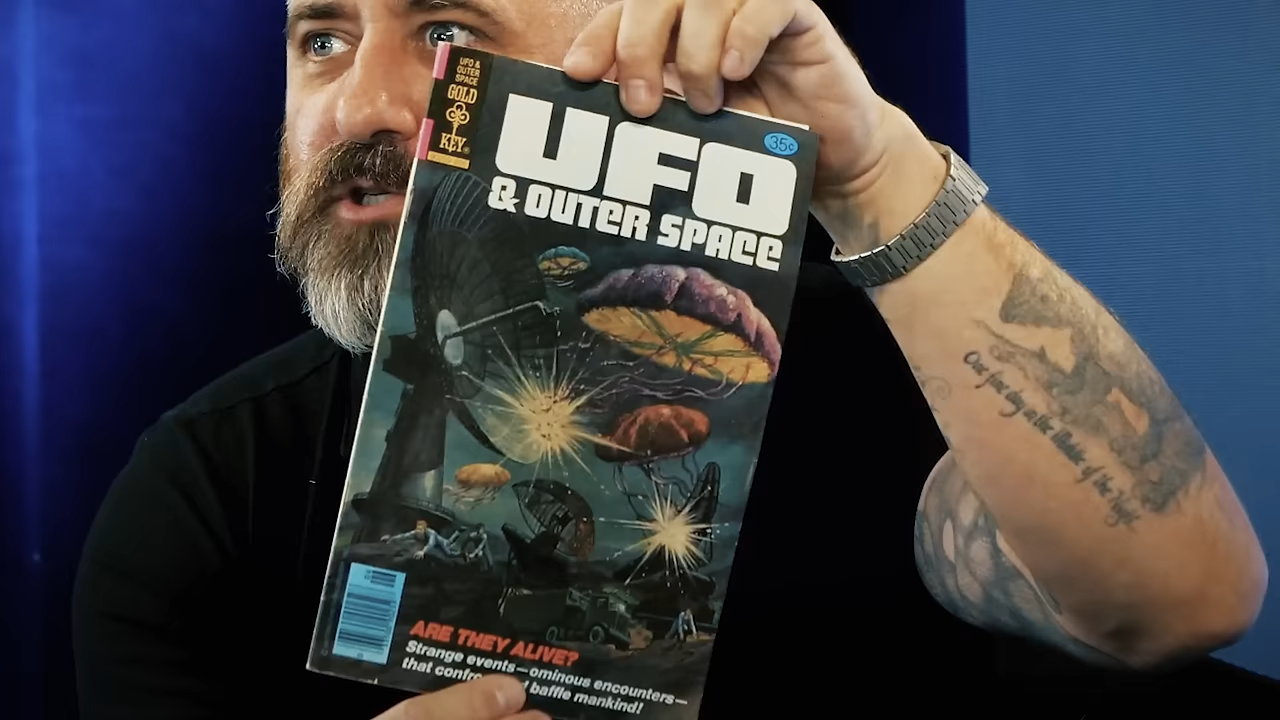 UFO &
OUTER
SPACE
GOLD
KEY
35¢
UFO
& OUTER SPACE
ARE THEY ALIVE?
Strange events—ominous encounters—
that baffle mankind!
One fine day in the Middle of the Night